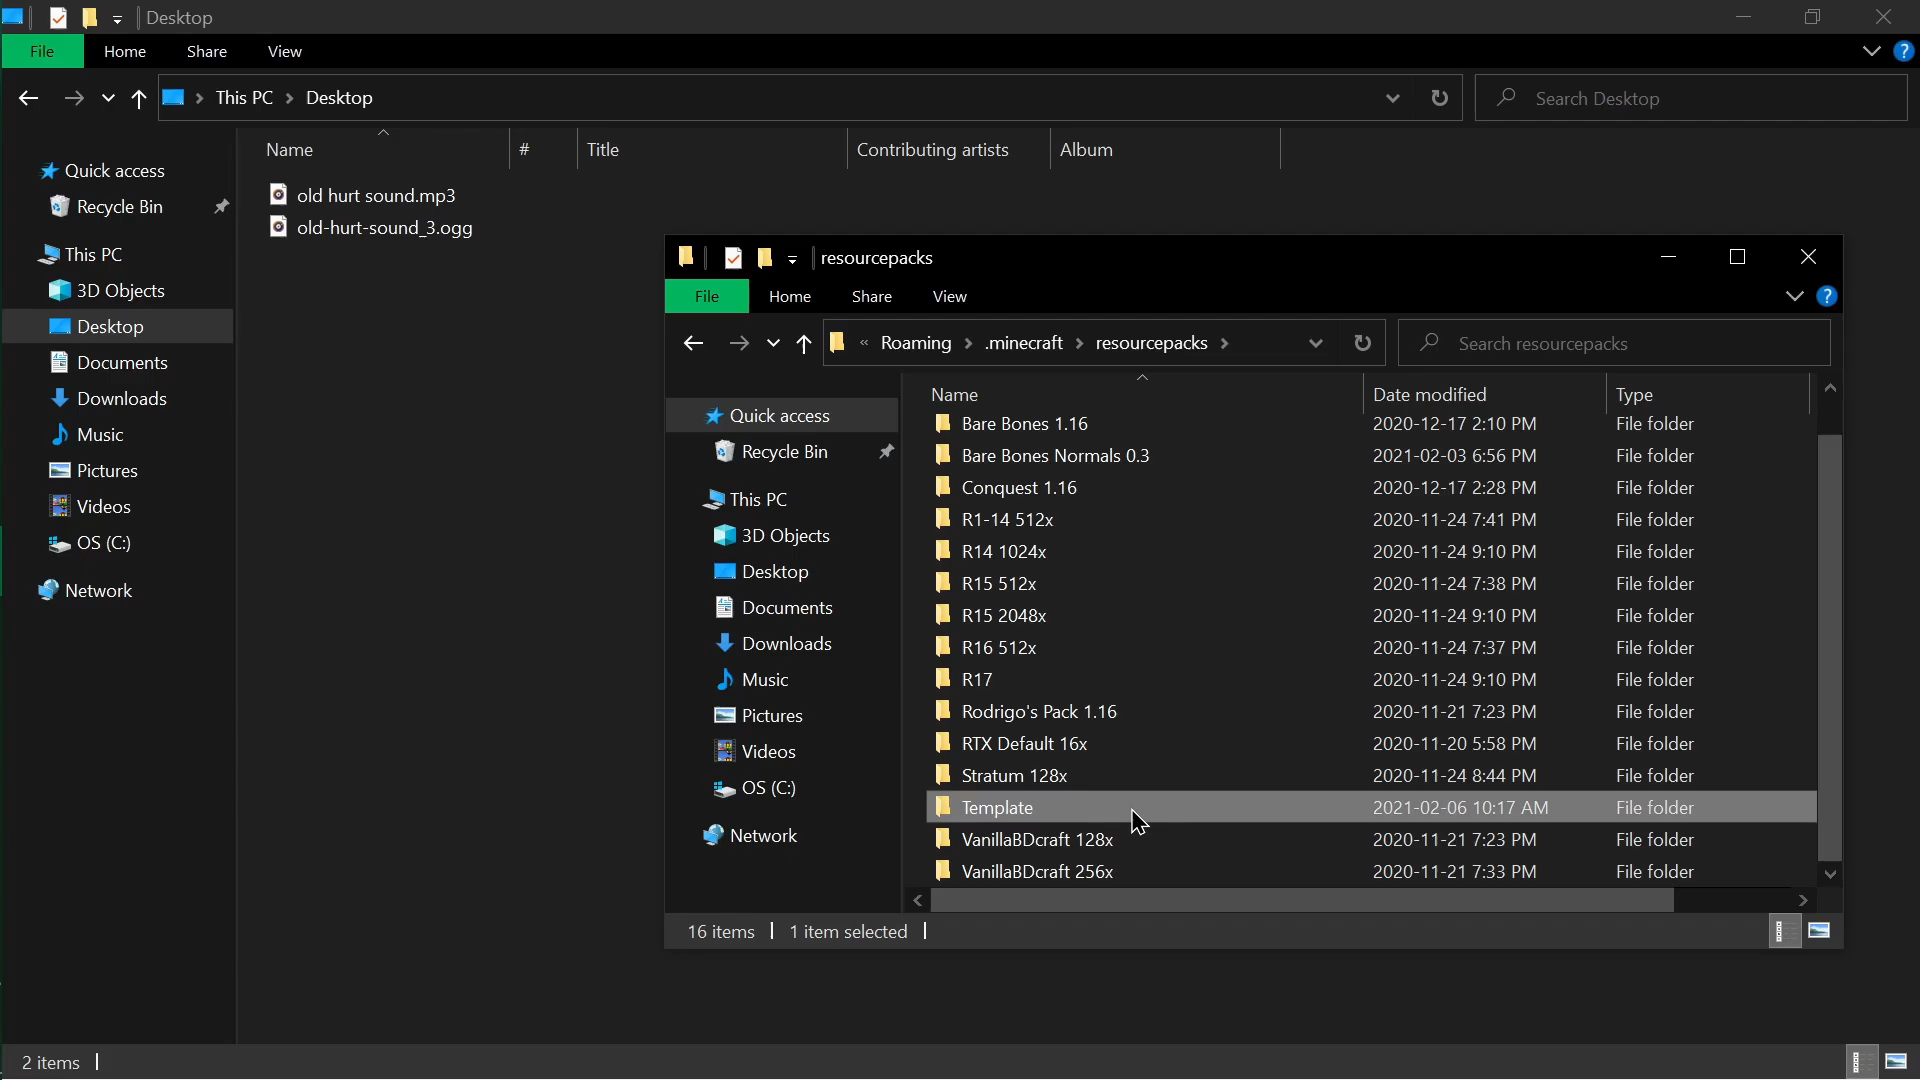 Desktop
File Home Share View
This PC Desktop
Search Desktop
Name # Title Contributing artists Album
Quick access
Recycle Bin
This PC
3D Objects
Desktop
Documents
Downloads
Music
Pictures
Videos
OS (C:)
Network
old hurt sound.mp3
old-hurt-sound_3.ogg
resourcepacks
File Home Share View
« Roaming .minecraft resourcepacks
Search resourcepacks
Quick access
Recycle Bin
This PC
3D Objects
Desktop
Documents
Downloads
Music
Pictures
Videos
OS (C:)
Network
Name Date modified Type
Bare Bones 1.16 2020-12-17 2:10 PM File folder
Bare Bones Normals 0.3 2021-02-03 6:56 PM File folder
Conquest 1.16 2020-12-17 2:28 PM File folder
R1-14 512x 2020-11-24 7:41 PM File folder
R14 1024x 2020-11-24 9:10 PM File folder
R15 512x 2020-11-24 7:38 PM File folder
R15 2048x 2020-11-24 9:10 PM File folder
R16 512x 2020-11-24 7:37 PM File folder
R17 2020-11-24 9:10 PM File folder
Rodrigo's Pack 1.16 2020-11-21 7:23 PM File folder
RTX Default 16x 2020-11-20 5:58 PM File folder
Stratum 128x 2020-11-24 8:44 PM File folder
Template 2021-02-06 10:17 AM File folder
VanillaBDcraft 128x 2020-11-21 7:23 PM File folder
VanillaBDcraft 256x 2020-11-21 7:33 PM File folder
16 items 1 item selected
2 items